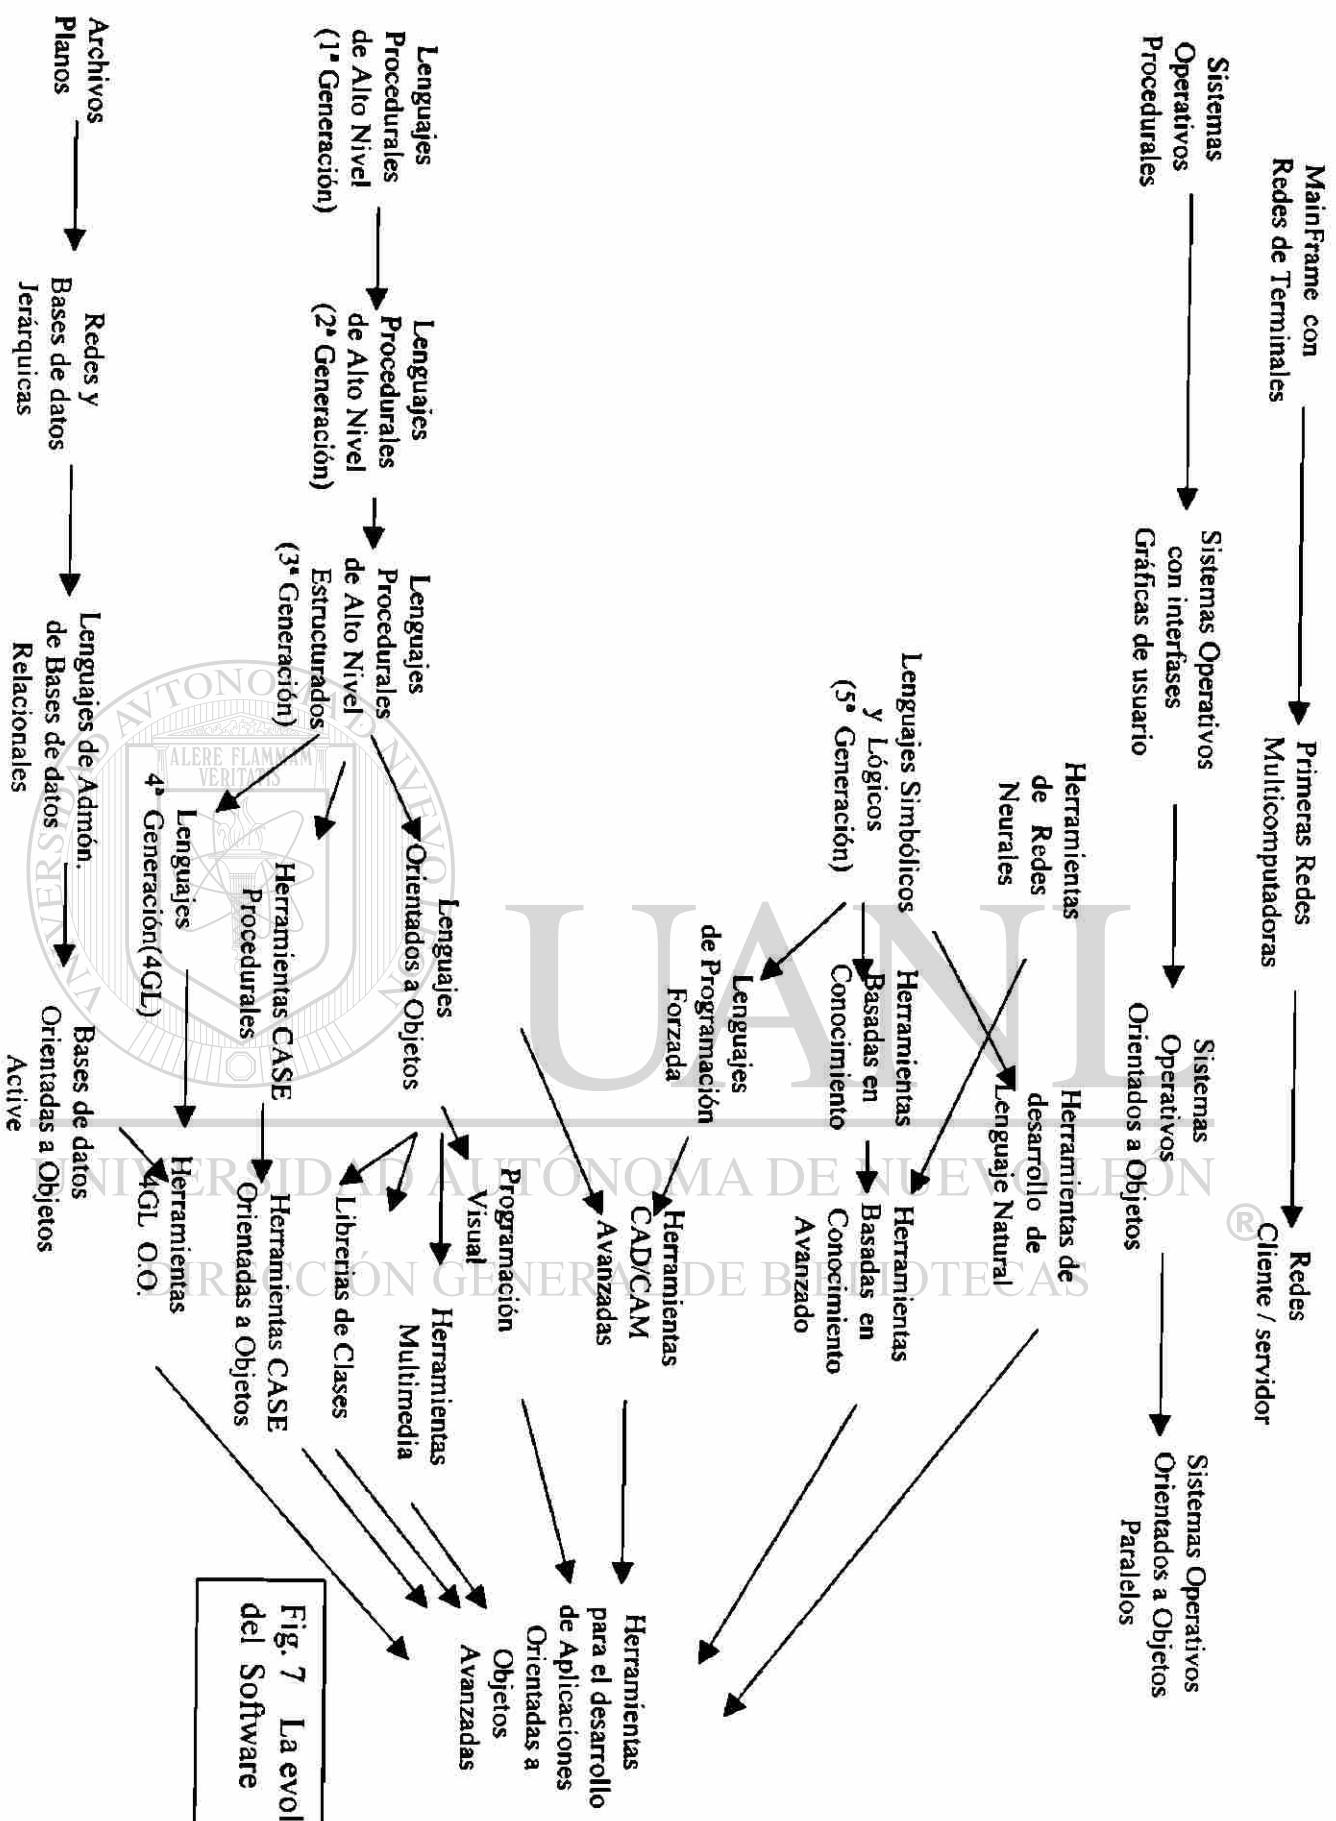 MainFrame con
Redes de Terminales
Primeras Redes
Multicomputadoras
Redes
Cliente / servidor
Sistemas
Operativos
Procedurales
Sistemas Operativos
con interfases
Gráficas de usuario
Sistemas
Operativos
Orientados a Objetos
Sistemas Operativos
Orientados a Objetos
Paralelos
Herramientas
de Redes
Neurales
Herramientas de
desarrollo de
Lenguaje Natural
Lenguajes Simbólicos
y Lógicos
(5ª Generación)
Herramientas
Basadas en
Conocimiento
Herramientas
Basadas en
Conocimiento
Avanzado
Lenguajes
de Programación
Forzada
Herramientas
CAD/CAM
Avanzadas
Lenguajes
Procedurales
de Alto Nivel
(1ª Generación)
Lenguajes
Procedurales
de Alto Nivel
(2ª Generación)
Lenguajes
Procedurales
de Alto Nivel
Estructurados
(3ª Generación)
Lenguajes
Orientados a Objetos
Programación
Visual
Herramientas
Multimedia
Librerias de Clases
Herramientas CASE
Procedurales
Herramientas CASE
Orientadas a Objetos
Lenguajes
4ª Generación(4GL)
Herramientas
4GL O.O.
Herramientas
para el desarrollo
de Aplicaciones
Orientadas a
Objetos
Avanzadas
Archivos
Planos
Redes y
Bases de datos
Jerárquicas
Lenguajes de Admón.
de Bases de datos
Relacionales
Bases de datos
Orientadas a Objetos
Active
Fig. 7 La evol
del Software
UANL
UNIVERSIDAD AUTÓNOMA DE NUEVO LEÓN
®
DIRECCIÓN GENERAL DE BIBLIOTECAS
ALERE FLAMMAM
VERITATIS